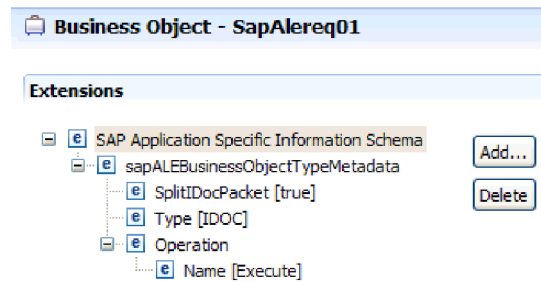 Business Object - SapAlereq01
Extensions
SAP Application Specific Information Schema
Add...
sapALEBusinessObjectTypeMetadata
SplitIDocPacket [true]
Delete
Type [IDOC]
Operation
Name [Execute]